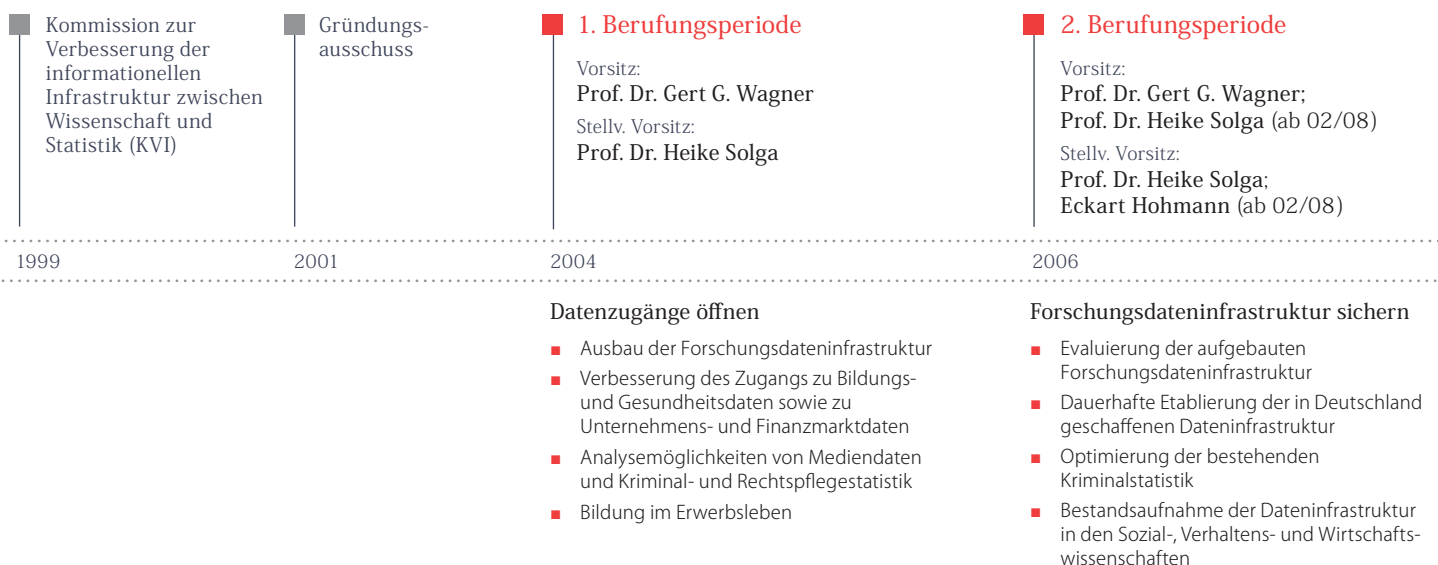 Kommission zur
Verbesserung der
informationellen
Infrastruktur zwischen
Wissenschaft und
Statistik (KVI)
Gründungs-
ausschuss
1. Berufungsperiode
Vorsitz:
Prof. Dr. Gert G. Wagner
Stellv. Vorsitz:
Prof. Dr. Heike Solga
2. Berufungsperiode
Vorsitz:
Prof. Dr. Gert G. Wagner;
Prof. Dr. Heike Solga (ab 02/08)
Stellv. Vorsitz:
Prof. Dr. Heike Solga;
Eckart Hohmann (ab 02/08)
1999
2001
2004
2006
Datenzugänge öffnen
Ausbau der Forschungsdateninfrastruktur
Verbesserung des Zugangs zu Bildungs-
und Gesundheitsdaten sowie zu
Unternehmens- und Finanzmarktdaten
Analysemöglichkeiten von Mediendaten
und Kriminal- und Rechtspflegestatistik
Bildung im Erwerbsleben
Forschungsdateninfrastruktur sichern
Evaluierung der aufgebauten
Forschungsdateninfrastruktur
Dauerhafte Etablierung der in Deutschland
geschaffenen Dateninfrastruktur
Optimierung der bestehenden
Kriminalstatistik
Bestandsaufnahme der Dateninfrastruktur
in den Sozial-, Verhaltens- und Wirtschafts-
wissenschaften